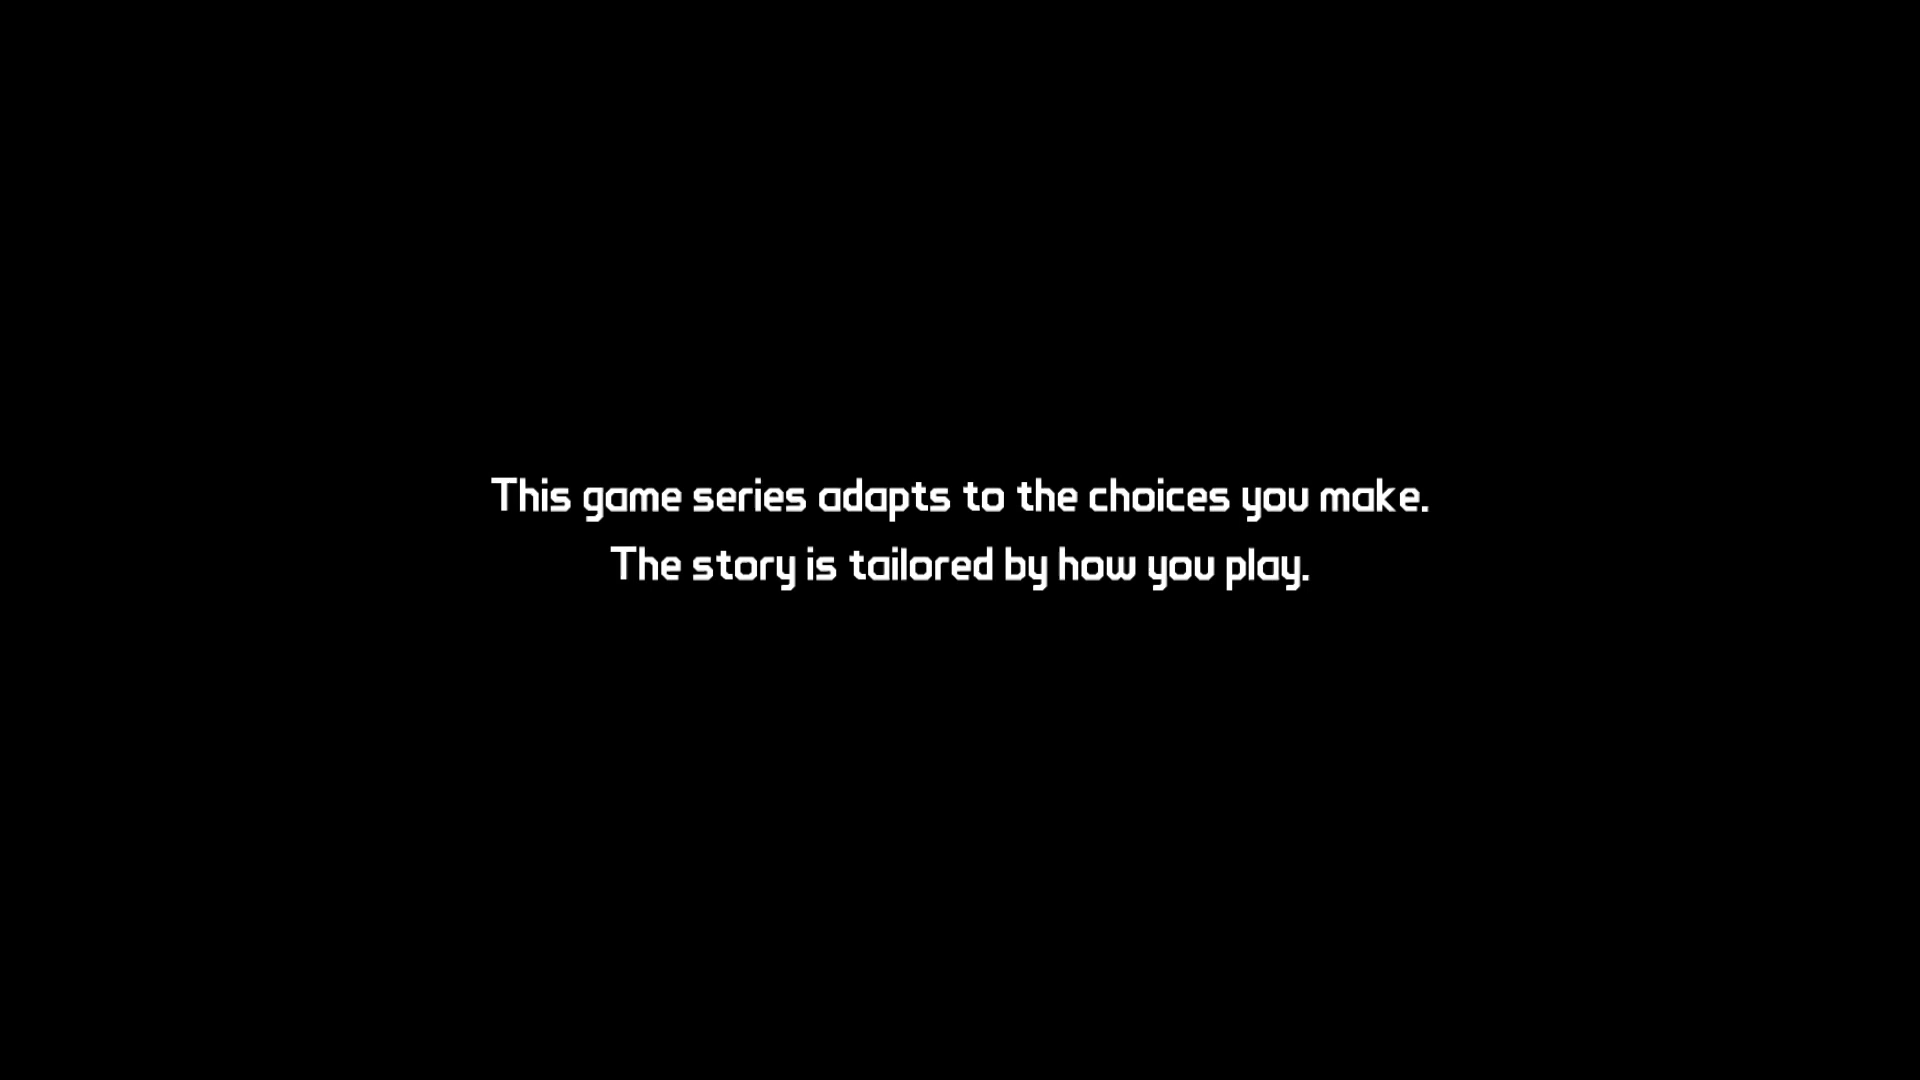 This game series adapts to the choices you make.
The story is tailored by how you play.